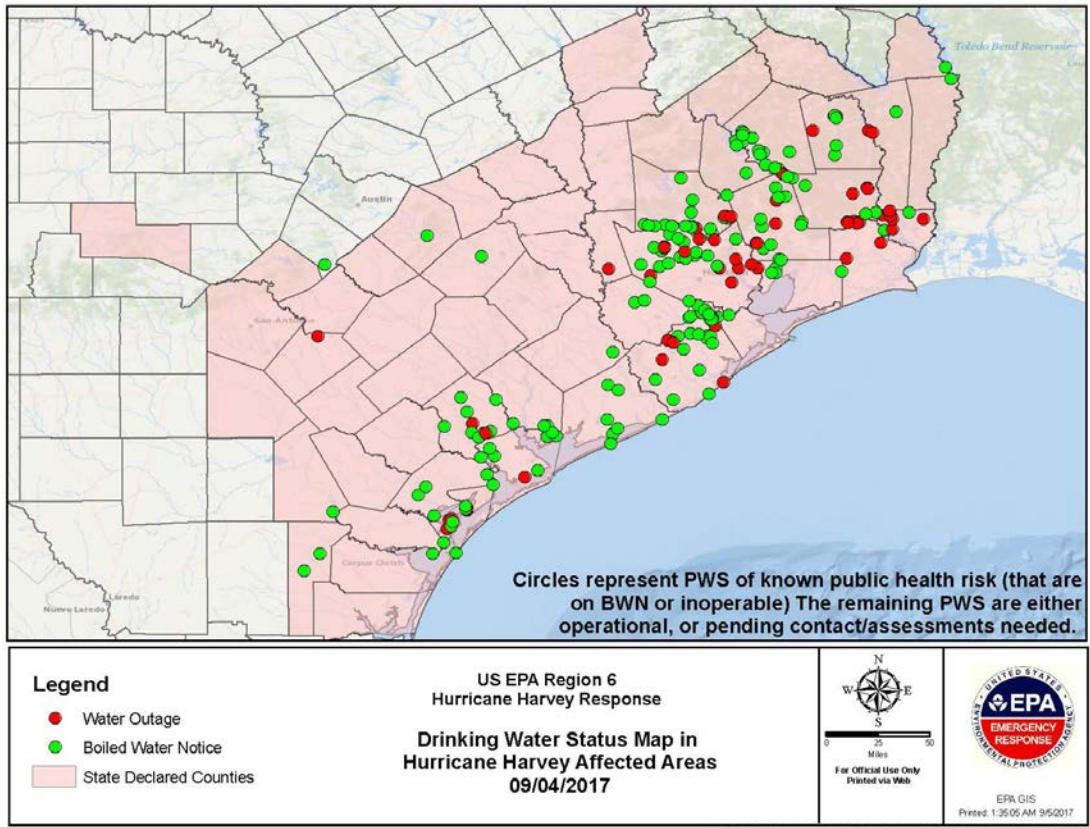 Toledo Bend Reservoir
Austin
San Antonio
Corpus Christi
Nuevo Laredo
Laredo
Circles represent PWS of known public health risk (that are
on BWN or inoperable) The remaining PWS are either
operational, or pending contact/assessments needed.
Legend
Water Outage
Boiled Water Notice
State Declared Counties
US EPA Region 6
Hurricane Harvey Response
Drinking Water Status Map in
Hurricane Harvey Affected Areas
09/04/2017
N
W E
S
0 25 50
Miles
For Official Use Only
Printed via Web
UNITED STATES
EPA
EMERGENCY
RESPONSE
ENVIRONMENTAL PROTECTION AGENCY
EPA GIS
Printed: 1:35:05 AM 9/5/2017